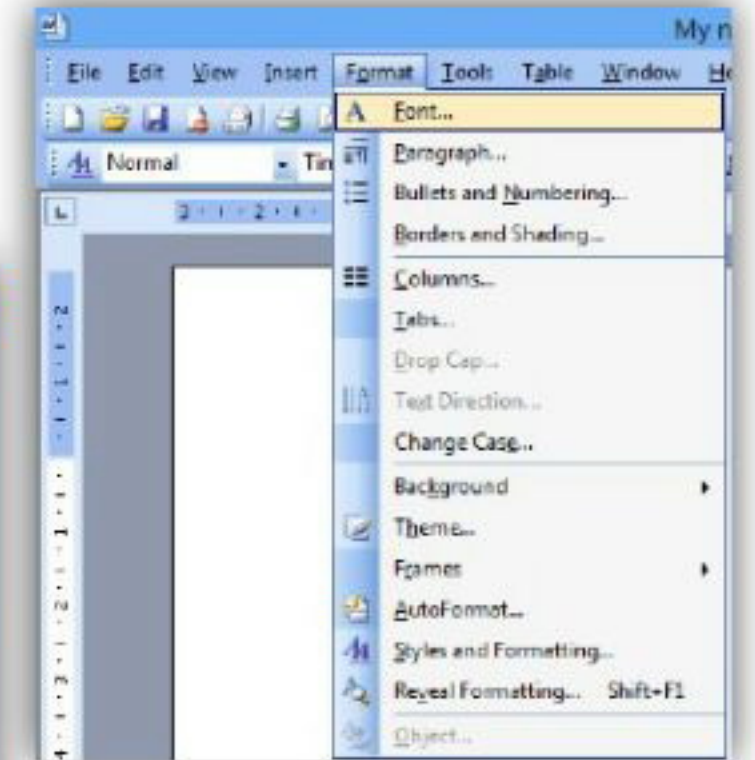 My n
File Edit View Insert Format Tools Table Window He
A Font...
Normal Tin
Paragraph...
Bullets and Numbering...
Borders and Shading...
L 3 2
Columns...
Tabs...
Drop Cap...
Text Direction...
Change Case...
Background
Theme...
Frames
AutoFormat...
Styles and Formatting...
Reveal Formatting... Shift+F1
Object...